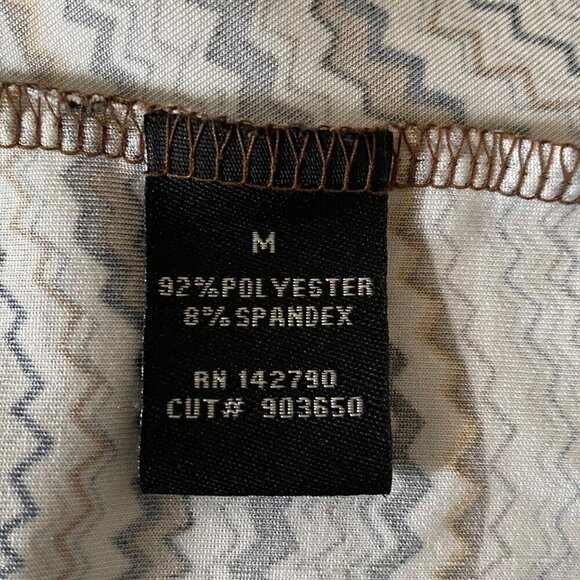 M
92%POLYESTER
8%SPANDEX
RN 142790
CUT# 903650